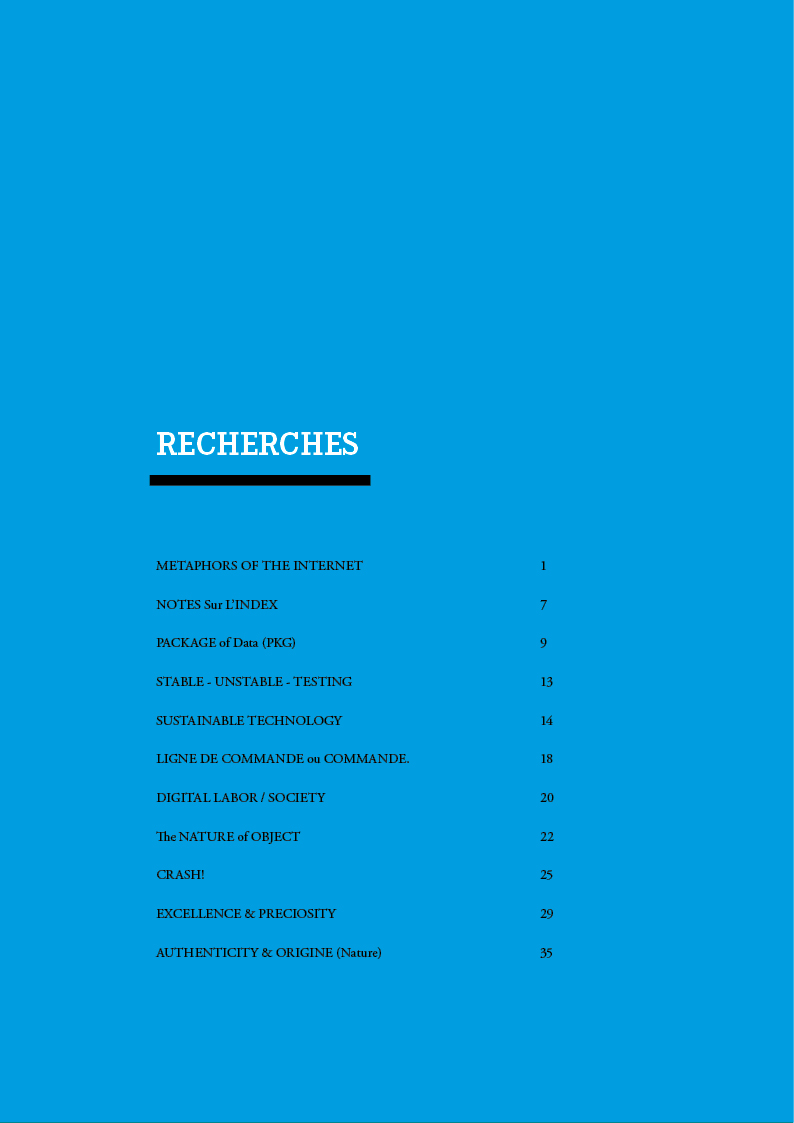 RECHERCHES
METAPHORS OF THE INTERNET 1
NOTES Sur L'INDEX 7
PACKAGE of Data (PKG) 9
STABLE - UNSTABLE - TESTING 13
SUSTAINABLE TECHNOLOGY 14
LIGNE DE COMMANDE ou COMMANDE. 18
DIGITAL LABOR / SOCIETY 20
The NATURE of OBJECT 22
CRASH! 25
EXCELLENCE & PRECIOSITY 29
AUTHENTICITY & ORIGINE (Nature) 35